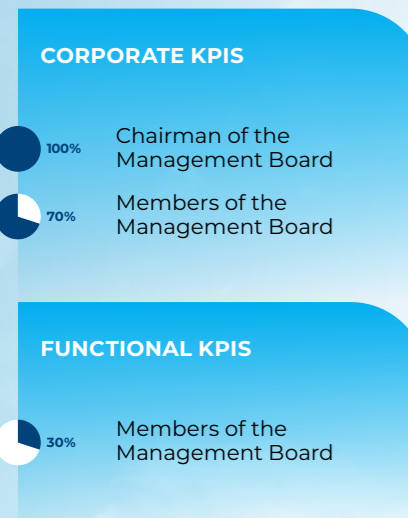 CORPORATE KPIS
100%
Chairman of the
Management Board
70%
Members of the
Management Board
FUNCTIONAL KPIS
30%
Members of the
Management Board